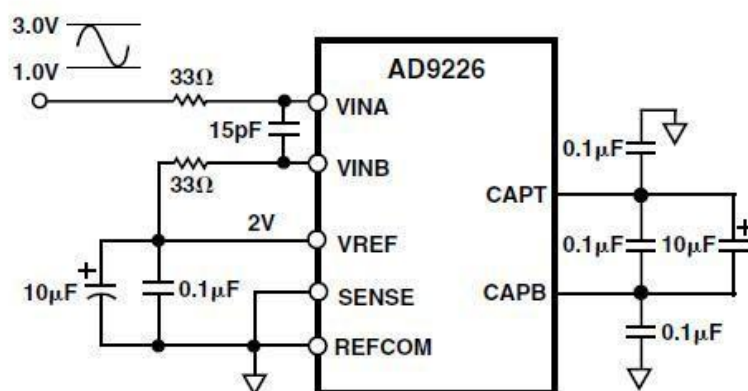 3.0V
1.0V
33Ω
15pF
33Ω
2V
10µF
+
0.1µF
AD9226
VINA
VINB
VREF
SENSE
REFCOM
CAPT
CAPB
0.1µF
0.1µF
10µF
+
0.1µF